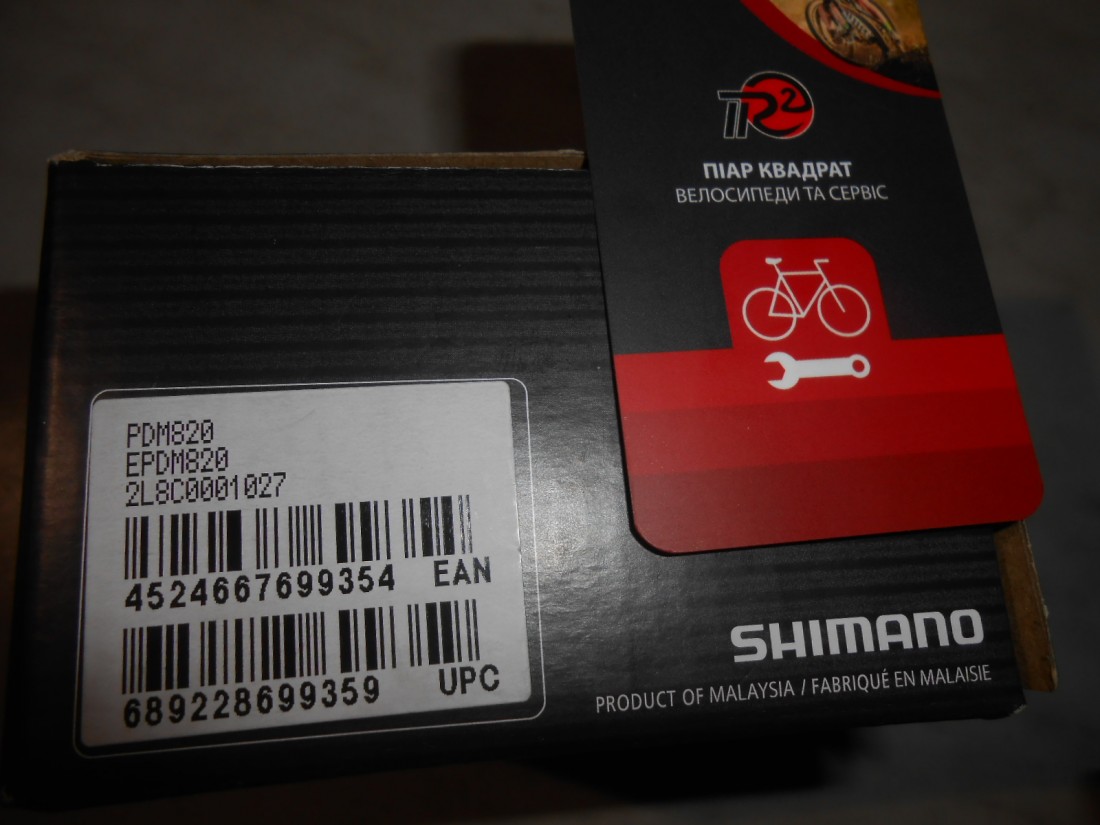 ПR2
ПІАР КВАДРАТ
ВЕЛОСИПЕДИ ТА СЕРВІС
PDM820
EPDM820
2L8C0001027
4524667699354 EAN
689228699359 UPC
SHIMANO
PRODUCT OF MALAYSIA / FABRIQUÉ EN MALAISIE